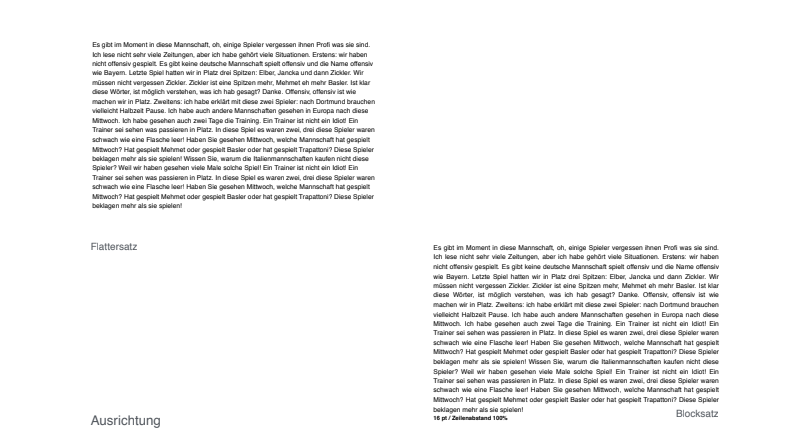 Es gibt im Moment in diese Mannschaft, oh, einige Spieler vergessen ihnen Profi was sie sind.
Ich lese nicht sehr viele Zeitungen, aber ich habe gehört viele Situationen. Erstens: wir haben
nicht offensiv gespielt. Es gibt keine deutsche Mannschaft spielt offensiv und die Name offensiv
wie Bayern. Letzte Spiel hatten wir in Platz drei Spitzen: Elber, Jancka und dann Zickler. Wir
müssen nicht vergessen Zickler. Zickler ist eine Spitzen mehr, Mehmet eh mehr Basler. Ist klar
diese Wörter, ist möglich verstehen, was ich hab gesagt? Danke. Offensiv, offensiv ist wie
machen wir in Platz. Zweitens: ich habe erklärt mit diese zwei Spieler: nach Dortmund brauchen
vielleicht Halbzeit Pause. Ich habe auch andere Mannschaften gesehen in Europa nach diese
Mittwoch. Ich habe gesehen auch zwei Tage die Training. Ein Trainer ist nicht ein Idiot! Ein
Trainer sei sehen was passieren in Platz. In diese Spiel es waren zwei, drei diese Spieler waren
schwach wie eine Flasche leer! Haben Sie gesehen Mittwoch, welche Mannschaft hat gespielt
Mittwoch? Hat gespielt Mehmet oder gespielt Basler oder hat gespielt Trapattoni? Diese Spieler
beklagen mehr als sie spielen! Wissen Sie, warum die Italienmannschaften kaufen nicht diese
Spieler? Weil wir haben gesehen viele Male solche Spiel! Ein Trainer ist nicht ein Idiot! Ein
Trainer sei sehen was passieren in Platz. In diese Spiel es waren zwei, drei diese Spieler waren
schwach wie eine Flasche leer! Haben Sie gesehen Mittwoch, welche Mannschaft hat gespielt
Mittwoch? Hat gespielt Mehmet oder gespielt Basler oder hat gespielt Trapattoni? Diese Spieler
beklagen mehr als sie spielen!
Flattersatz
Es gibt im Moment in diese Mannschaft, oh, einige Spieler vergessen ihnen Profi was sie sind.
Ich lese nicht sehr viele Zeitungen, aber ich habe gehört viele Situationen. Erstens: wir haben
nicht offensiv gespielt. Es gibt keine deutsche Mannschaft spielt offensiv und die Name offensiv
wie Bayern. Letzte Spiel hatten wir in Platz drei Spitzen: Elber, Jancka und dann Zickler. Wir
müssen nicht vergessen Zickler. Zickler ist eine Spitzen mehr, Mehmet eh mehr Basler. Ist klar
diese Wörter, ist möglich verstehen, was ich hab gesagt? Danke. Offensiv, offensiv ist wie
machen wir in Platz. Zweitens: ich habe erklärt mit diese zwei Spieler: nach Dortmund brauchen
vielleicht Halbzeit Pause. Ich habe auch andere Mannschaften gesehen in Europa nach diese
Mittwoch. Ich habe gesehen auch zwei Tage die Training. Ein Trainer ist nicht ein Idiot! Ein
Trainer sei sehen was passieren in Platz. In diese Spiel es waren zwei, drei diese Spieler waren
schwach wie eine Flasche leer! Haben Sie gesehen Mittwoch, welche Mannschaft hat gespielt
Mittwoch? Hat gespielt Mehmet oder gespielt Basler oder hat gespielt Trapattoni? Diese Spieler
beklagen mehr als sie spielen! Wissen Sie, warum die Italienmannschaften kaufen nicht diese
Spieler? Weil wir haben gesehen viele Male solche Spiel! Ein Trainer ist nicht ein Idiot! Ein
Trainer sei sehen was passieren in Platz. In diese Spiel es waren zwei, drei diese Spieler waren
schwach wie eine Flasche leer! Haben Sie gesehen Mittwoch, welche Mannschaft hat gespielt
Mittwoch? Hat gespielt Mehmet oder gespielt Basler oder hat gespielt Trapattoni? Diese Spieler
beklagen mehr als sie spielen!
16 pt / Zeilenabstand 100%
Blocksatz
Ausrichtung